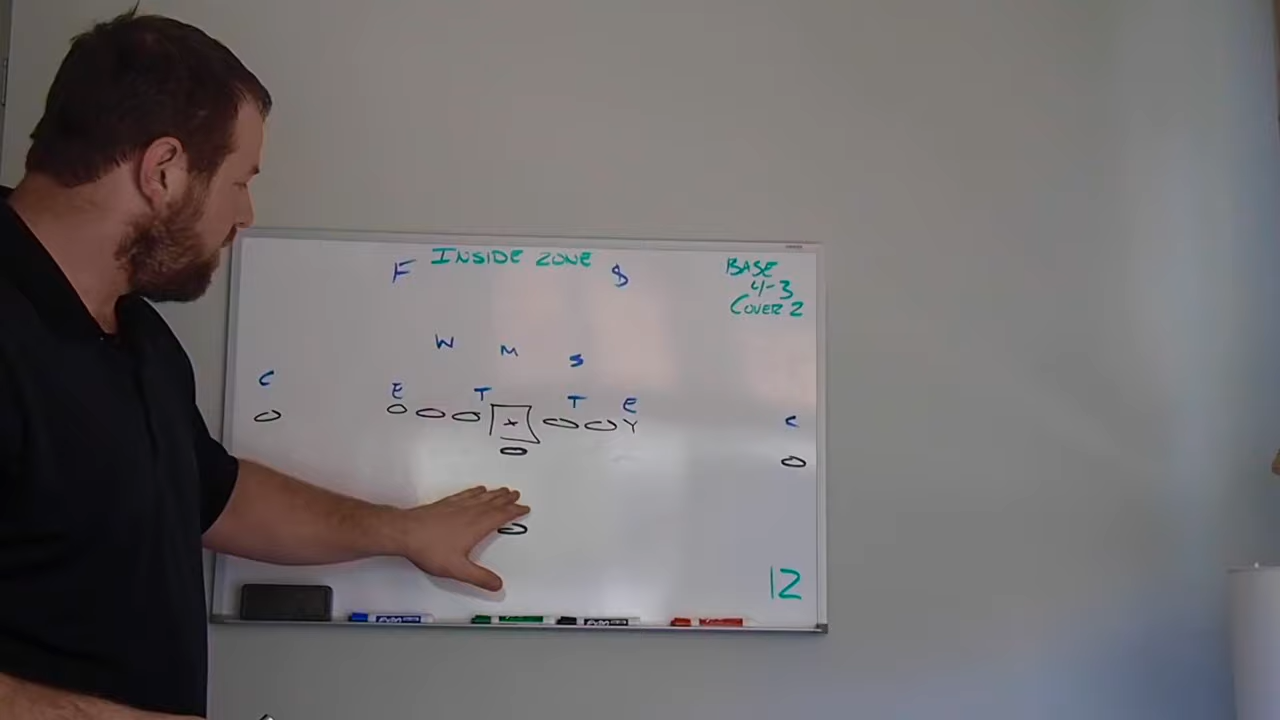 INSIDE ZONE
F $
BASE
4-3
COVER 2
W M S
C E T T E C
X Y
12